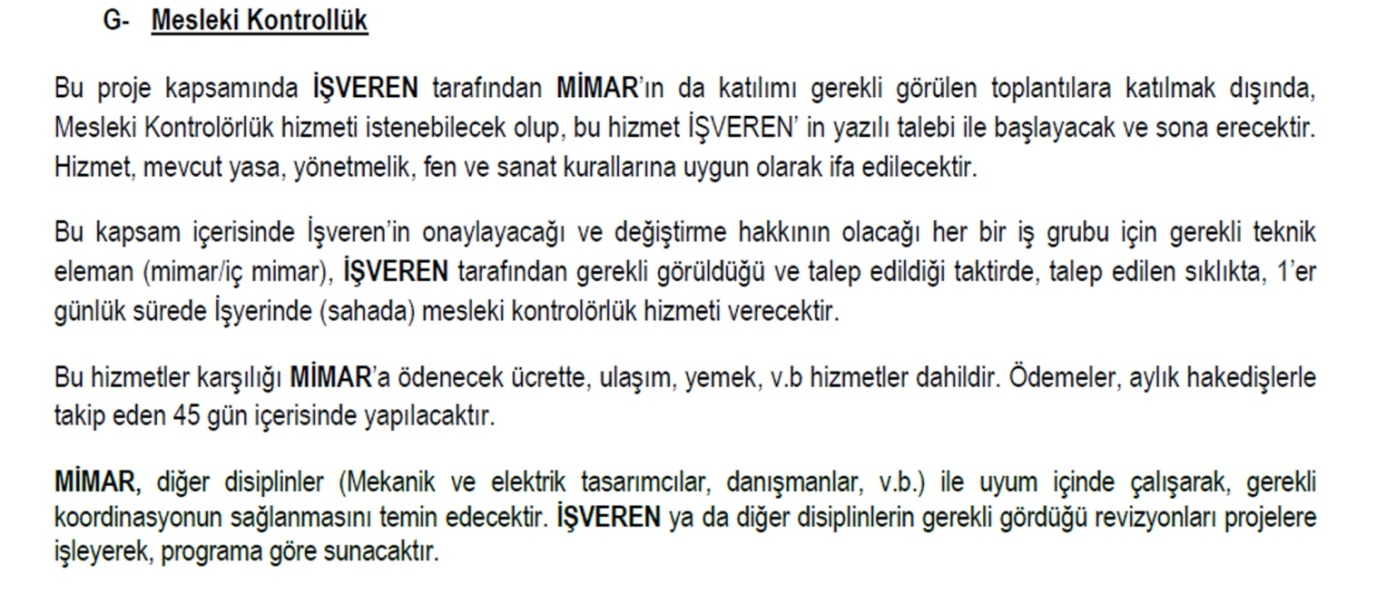 G- Mesleki Kontrollük
Bu proje kapsamında İŞVEREN tarafından MİMAR'ın da katılımı gerekli görülen toplantılara katılmak dışında,
Mesleki Kontrolörlük hizmeti istenebilecek olup, bu hizmet İŞVEREN' in yazılı talebi ile başlayacak ve sona erecektir.
Hizmet, mevcut yasa, yönetmelik, fen ve sanat kurallarına uygun olarak ifa edilecektir.
Bu kapsam içerisinde İşveren'in onaylayacağı ve değiştirme hakkının olacağı her bir iş grubu için gerekli teknik
eleman (mimar/iç mimar), İŞVEREN tarafından gerekli görüldüğü ve talep edildiği taktirde, talep edilen sıklıkta, 1'er
günlük sürede İşyerinde (sahada) mesleki kontrolörlük hizmeti verecektir.
Bu hizmetler karşılığı MİMAR'a ödenecek ücrette, ulaşım, yemek, v.b hizmetler dahildir. Ödemeler, aylık hakedişlerle
takip eden 45 gün içerisinde yapılacaktır.
MİMAR, diğer disiplinler (Mekanik ve elektrik tasarımcılar, danışmanlar, v.b.) ile uyum içinde çalışarak, gerekli
koordinasyonun sağlanmasını temin edecektir. İŞVEREN ya da diğer disiplinlerin gerekli gördüğü revizyonları projelere
işleyerek, programa göre sunacaktır.